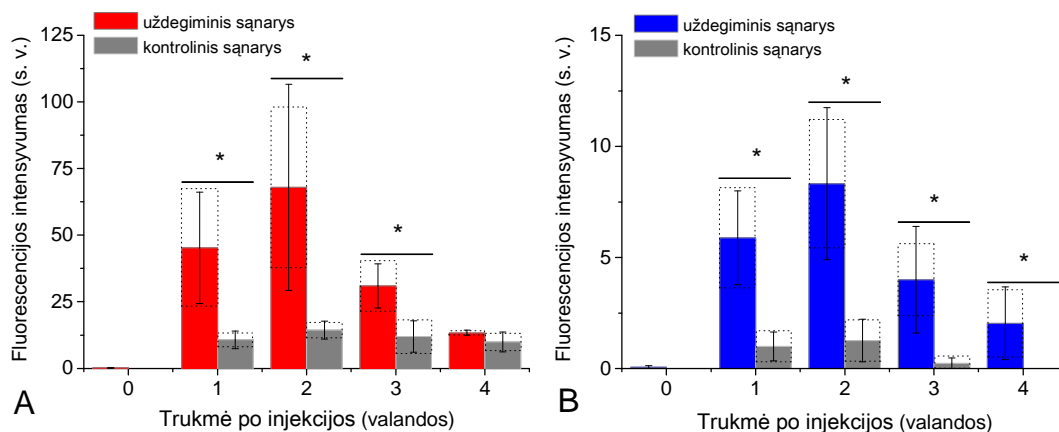 uždegiminis sąnarys
kontrolinis sąnarys
Fluorescencijos intensyvumas (s. v.)
125
100
75
50
25
0
*
*
*
0 1 2 3 4
Trukmė po injekcijos (valandos)
A
uždegiminis sąnarys
kontrolinis sąnarys
Fluorescencijos intensyvumas (s. v.)
15
10
5
0
*
*
*
*
0 1 2 3 4
Trukmė po injekcijos (valandos)
B